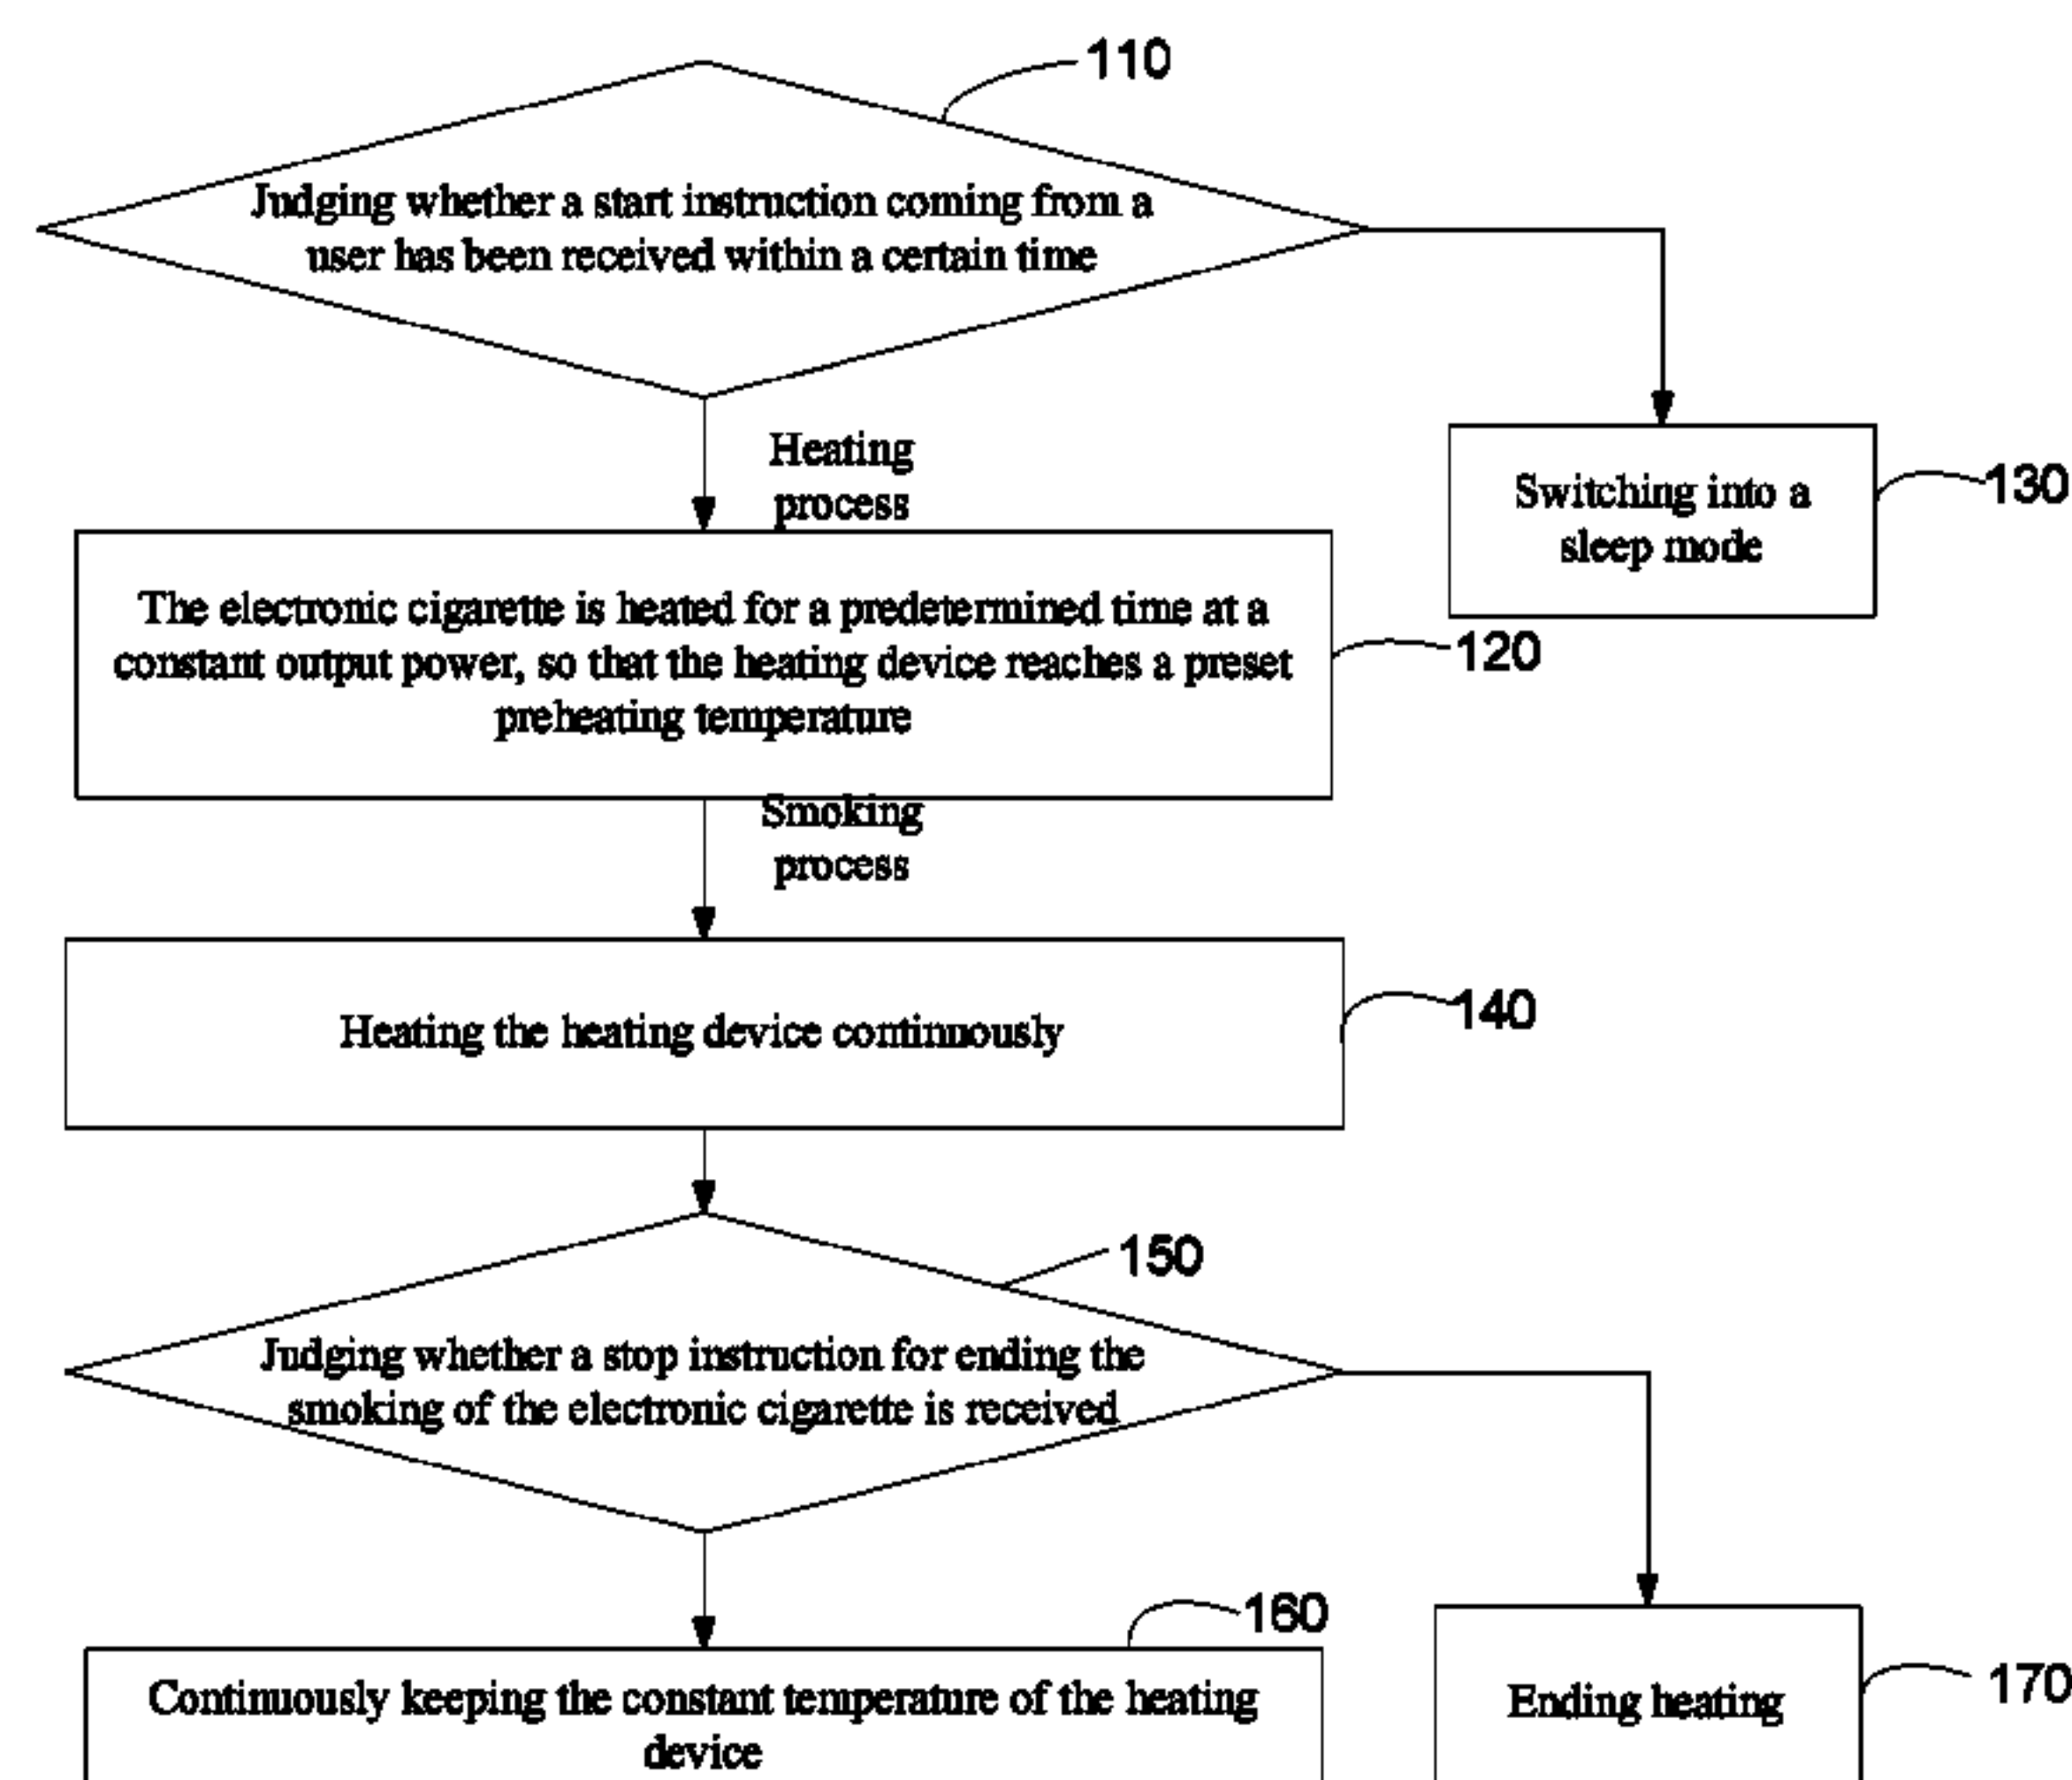 110
Judging whether a start instruction coming from a
user has been received within a certain time
Heating
process
Switching into a
sleep mode
130
The electronic cigarette is heated for a predetermined time at a
constant output power, so that the heating device reaches a preset
preheating temperature
120
Smoking
process
Heating the heating device continuously
140
150
Judging whether a stop instruction for ending the
smoking of the electronic cigarette is received
160
Continuously keeping the constant temperature of the heating
device
Ending heating
170